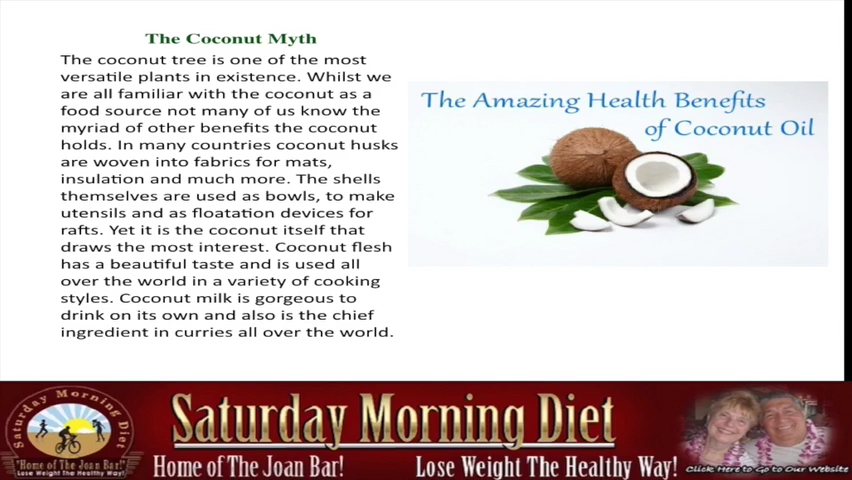 The Coconut Myth
The coconut tree is one of the most
versatile plants in existence. Whilst we
are all familiar with the coconut as a
food source not many of us know the
myriad of other benefits the coconut
holds. In many countries coconut husks
are woven into fabrics for mats,
insulation and much more. The shells
themselves are used as bowls, to make
utensils and as floatation devices for
rafts. Yet it is the coconut itself that
draws the most interest. Coconut flesh
has a beautiful taste and is used all
over the world in a variety of cooking
styles. Coconut milk is gorgeous to
drink on its own and also is the chief
ingredient in curries all over the world.
The Amazing Health Benefits
of Coconut Oil
Saturday Morning Diet
"Home of The Joan Bar!"
Lose Weight The Healthy Way!
Saturday Morning Diet
Home of The Joan Bar! Lose Weight The Healthy Way!
Click Here to Go to Our Website